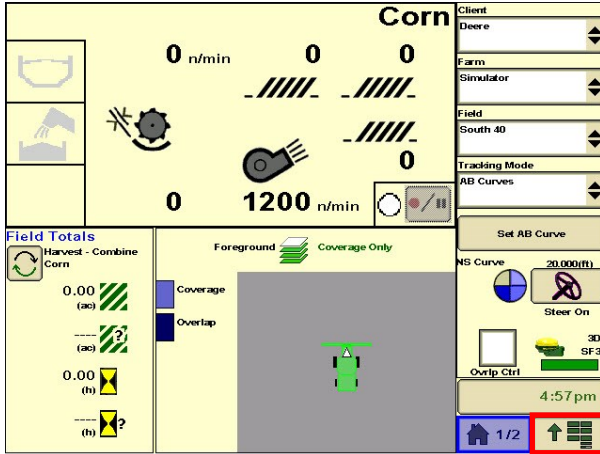 Corn
0 n/min
0
0
0
0
1200 n/min
Client
Deere
Farm
Simulator
Field
South 40
Tracking Mode
AB Curves
Set AB Curve
NS Curve
20.000(ft)
Steer On
3D
SF3
Ovrlp Ctrl
4:57pm
1/2
Field Totals
Harvest - Combine
Corn
0.00
(ac)
----
(ac)
?
0.00
(h)
----
(h)
?
Foreground
Coverage Only
Coverage
Overlap